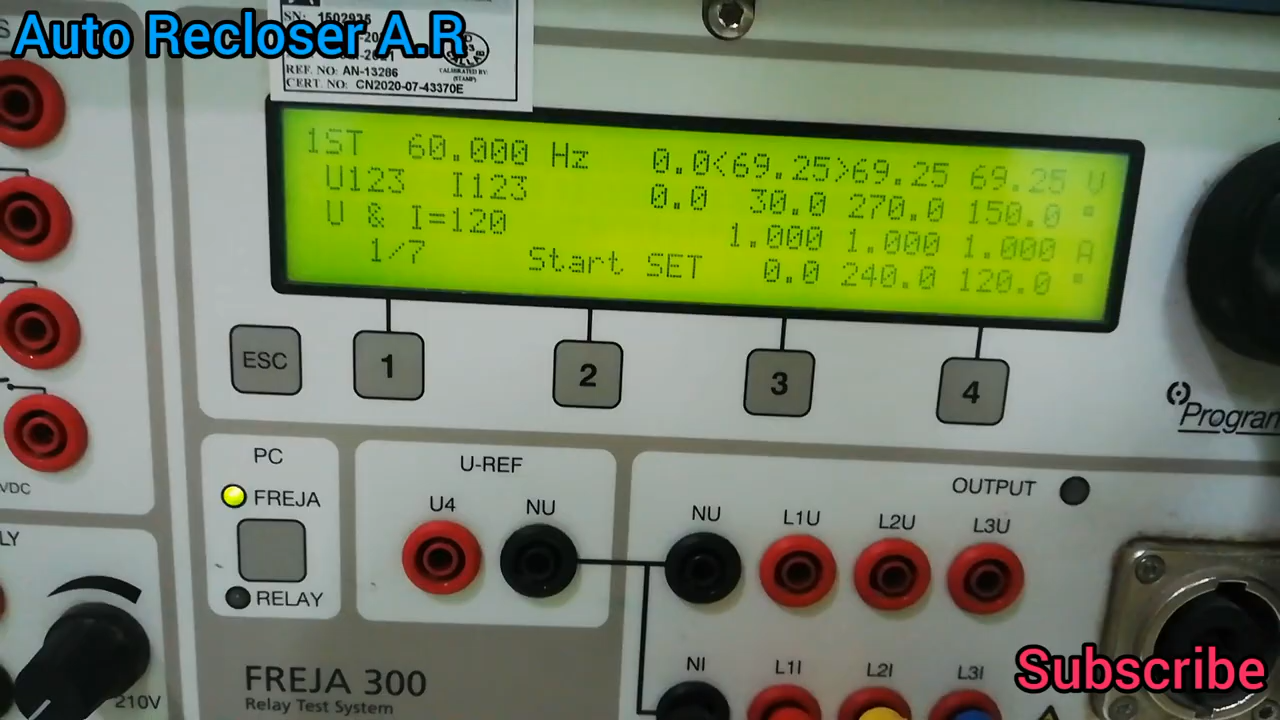 Auto Recloser A.R
SN: 1502935
REF. NO: AN-13286
CERT. NO: CN2020-07-43370E
CALIBRATED BY:
(STAMP)
1ST 60.000 Hz 0.0<69.25>69.25 69.25 V
U123 I123 0.0 30.0 270.0 150.0 °
U & I=120 1.000 1.000 1.000 A
1/7 Start SET 0.0 240.0 120.0 °
ESC 1 2 3 4
Program
VDC
PC
FREJA
RELAY
U-REF
U4 NU
OUTPUT
NU L1U L2U L3U
LY
210V
NI L1I L2I L3I
FREJA 300
Relay Test System
Subscribe